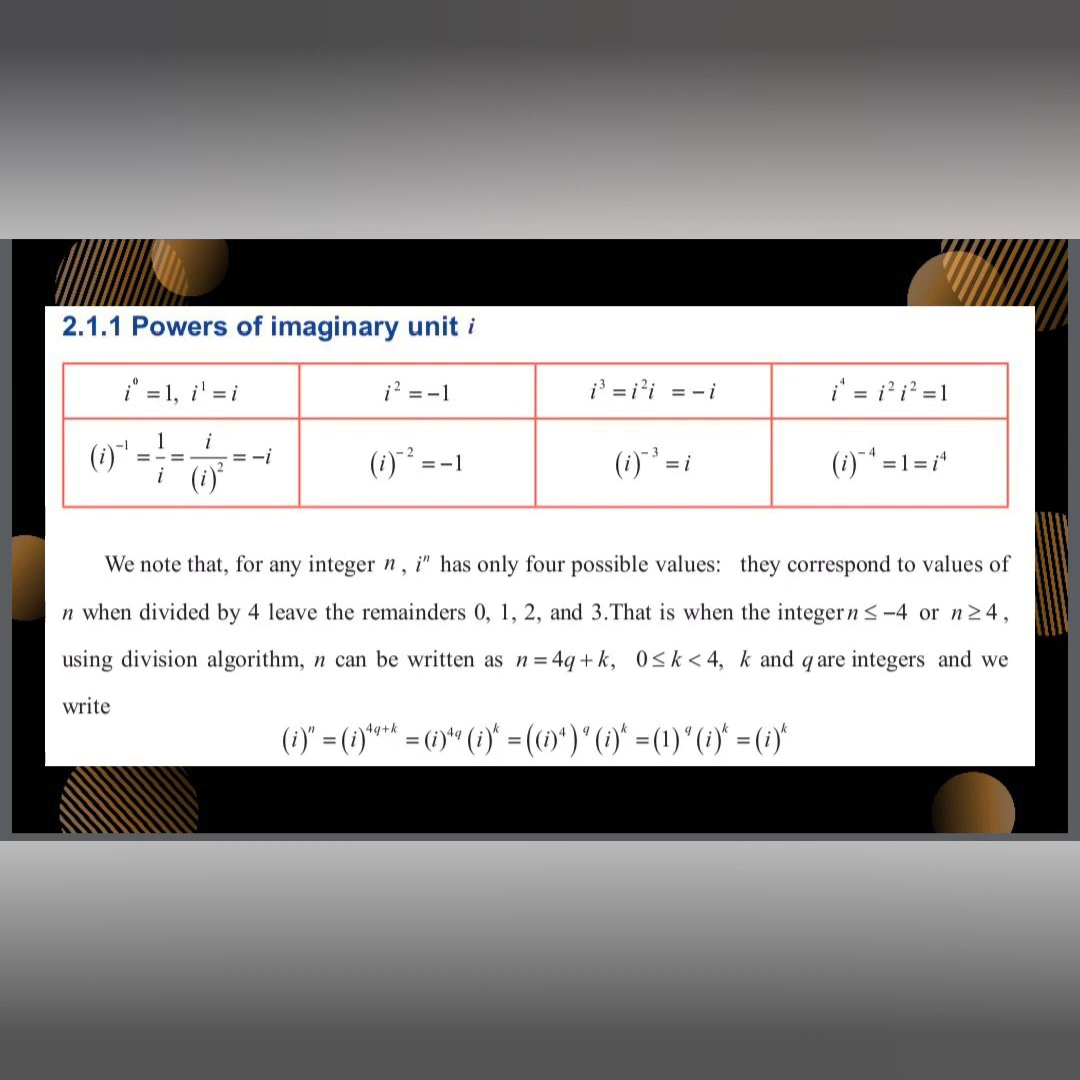 2.1.1 Powers of imaginary unit i
i⁰ = 1, i¹ = i
i² = −1
i³ = i²i = −i
i⁴ = i² i² = 1
(i)⁻¹ = 1/i = i/(i)² = −i
(i)⁻² = −1
(i)⁻³ = i
(i)⁻⁴ = 1 = i⁴
We note that, for any integer n, iⁿ has only four possible values: they correspond to values of
n when divided by 4 leave the remainders 0, 1, 2, and 3.That is when the integer n ≤ −4 or n ≥ 4,
using division algorithm, n can be written as n = 4q + k, 0 ≤ k < 4, k and q are integers and we
write
(i)ⁿ = (i)^{4q+k} = (i)^{4q} (i)^k = ((i)⁴)^q (i)^k = (1)^q (i)^k = (i)^k